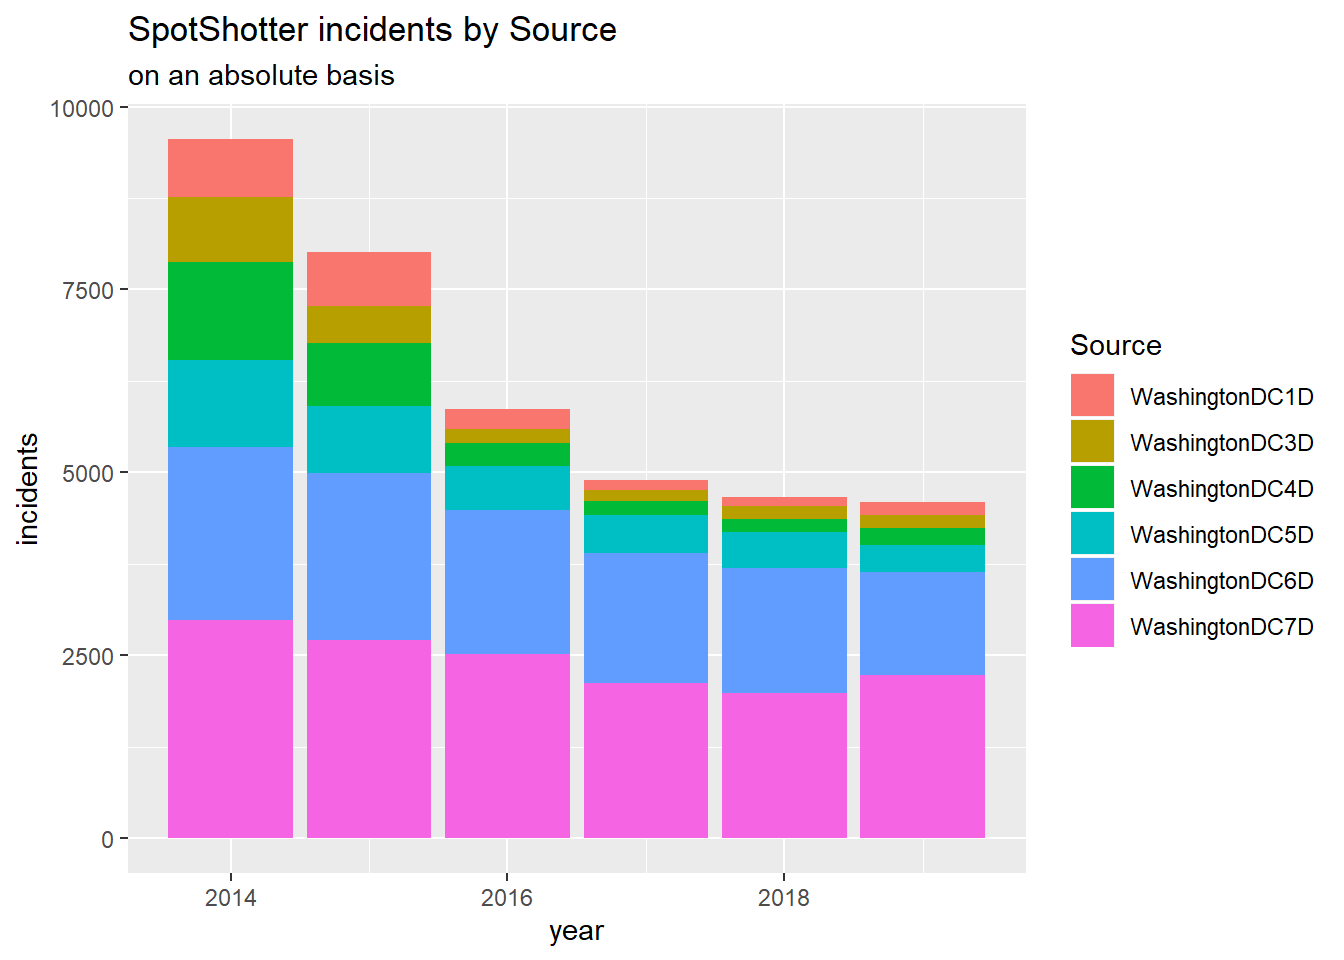 SpotShotter incidents by Source
on an absolute basis
10000
7500
5000
2500
0
incidents
2014
2016
2018
year
Source
WashingtonDC1D
WashingtonDC3D
WashingtonDC4D
WashingtonDC5D
WashingtonDC6D
WashingtonDC7D